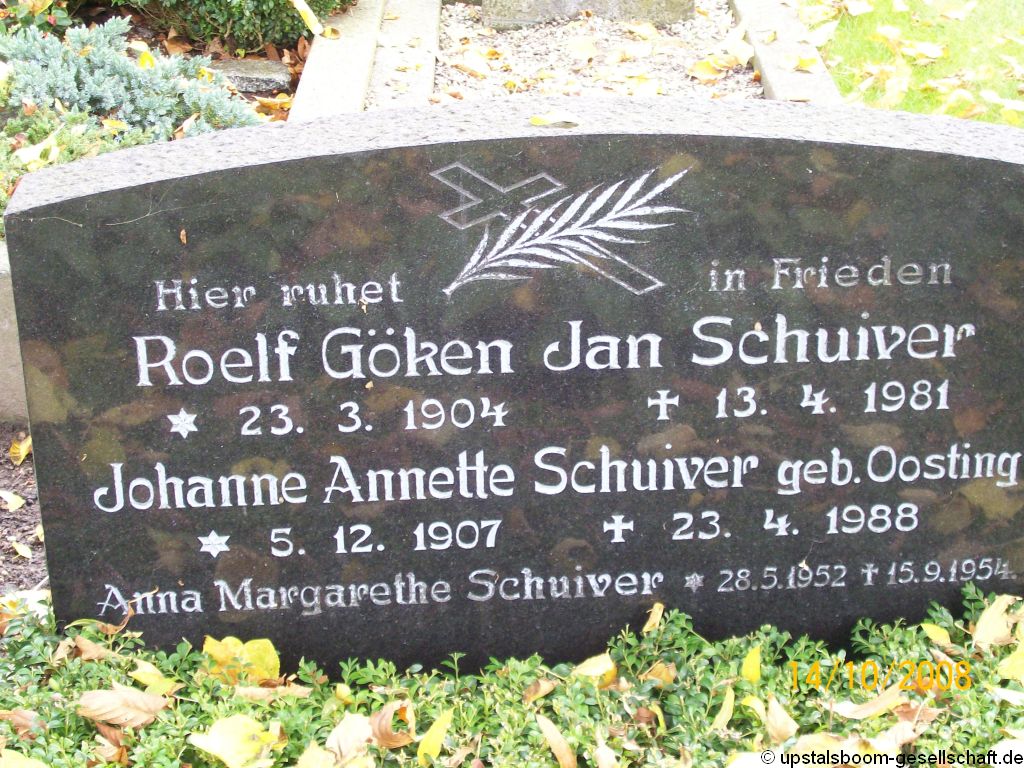 Hier ruhet in Frieden
Roelf Göken Jan Schuiver
* 23. 3. 1904 ✝ 13. 4. 1981
Johanne Annette Schuiver geb. Oosting
* 5. 12. 1907 ✝ 23. 4. 1988
Anna Margarethe Schuiver * 28.5.1952 ✝ 15.9.1954.
14/10/2008
© upstalsboom-gesellschaft.de